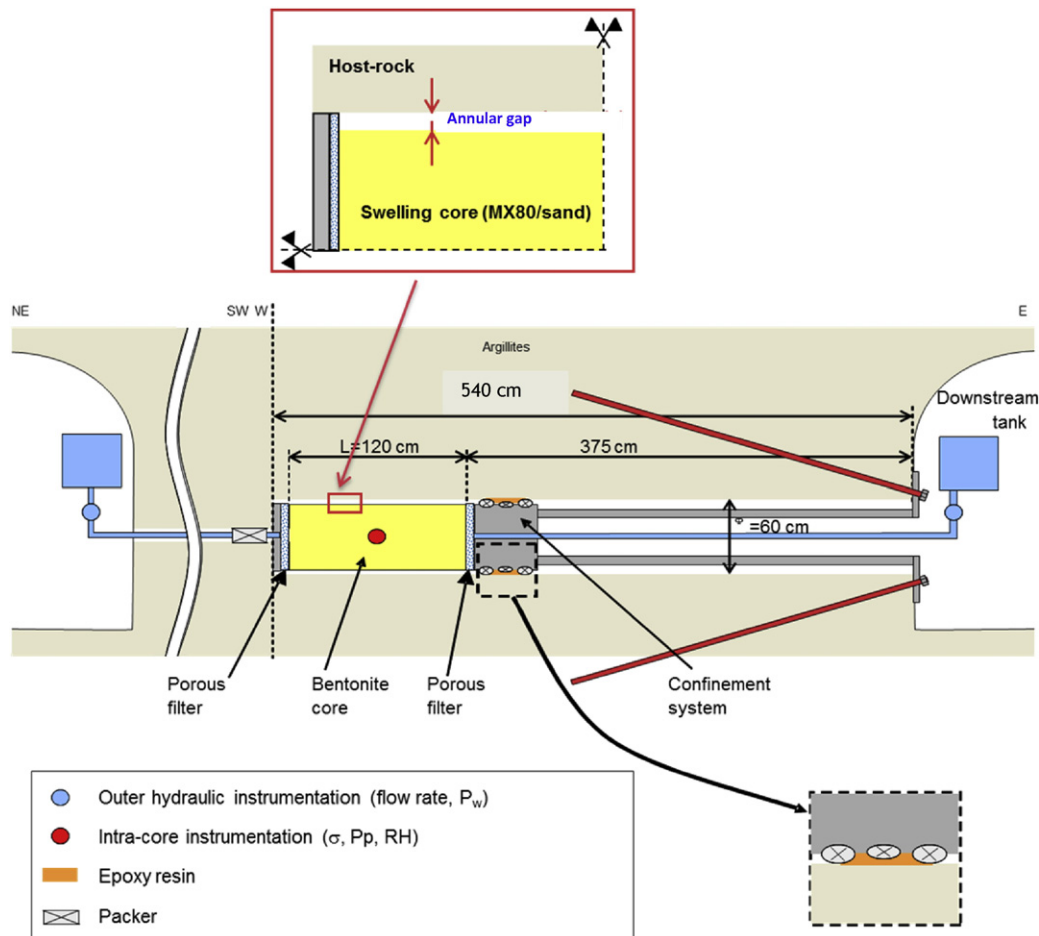 Host-rock
Annular gap
Swelling core (MX80/sand)
NE
SW W
E
Argillites
540 cm
Downstream
tank
L=120 cm
375 cm
φ =60 cm
Porous
filter
Bentonite
core
Porous
filter
Confinement
system
Outer hydraulic instrumentation (flow rate, Pw)
Intra-core instrumentation (σ, Pp, RH)
Epoxy resin
Packer